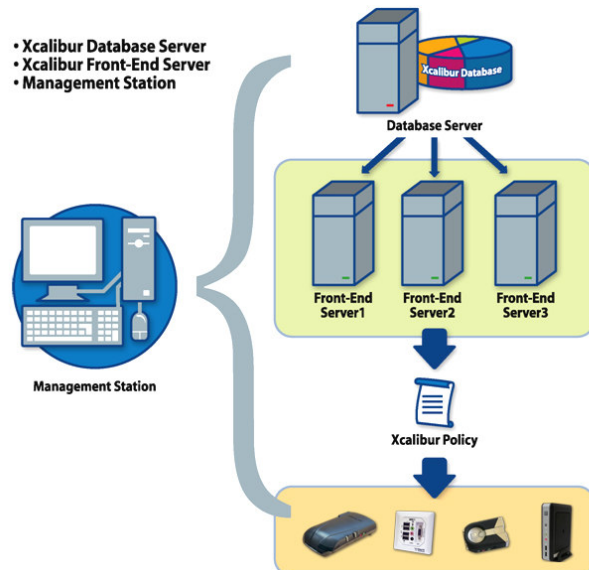 • Xcalibur Database Server
• Xcalibur Front-End Server
• Management Station
Xcalibur Database
Database Server
Front-End
Server1
Front-End
Server2
Front-End
Server3
Management Station
Xcalibur Policy